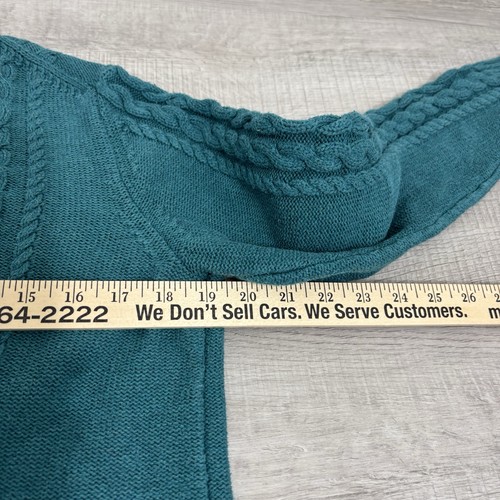 15 16 17 18 19 20 21 22 23 24 25 26
64-2222 We Don't Sell Cars. We Serve Customers. m